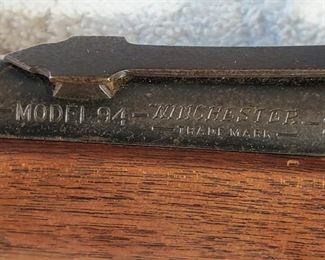 -MODEL 94- WINCHESTER-
-TRADE MARK-